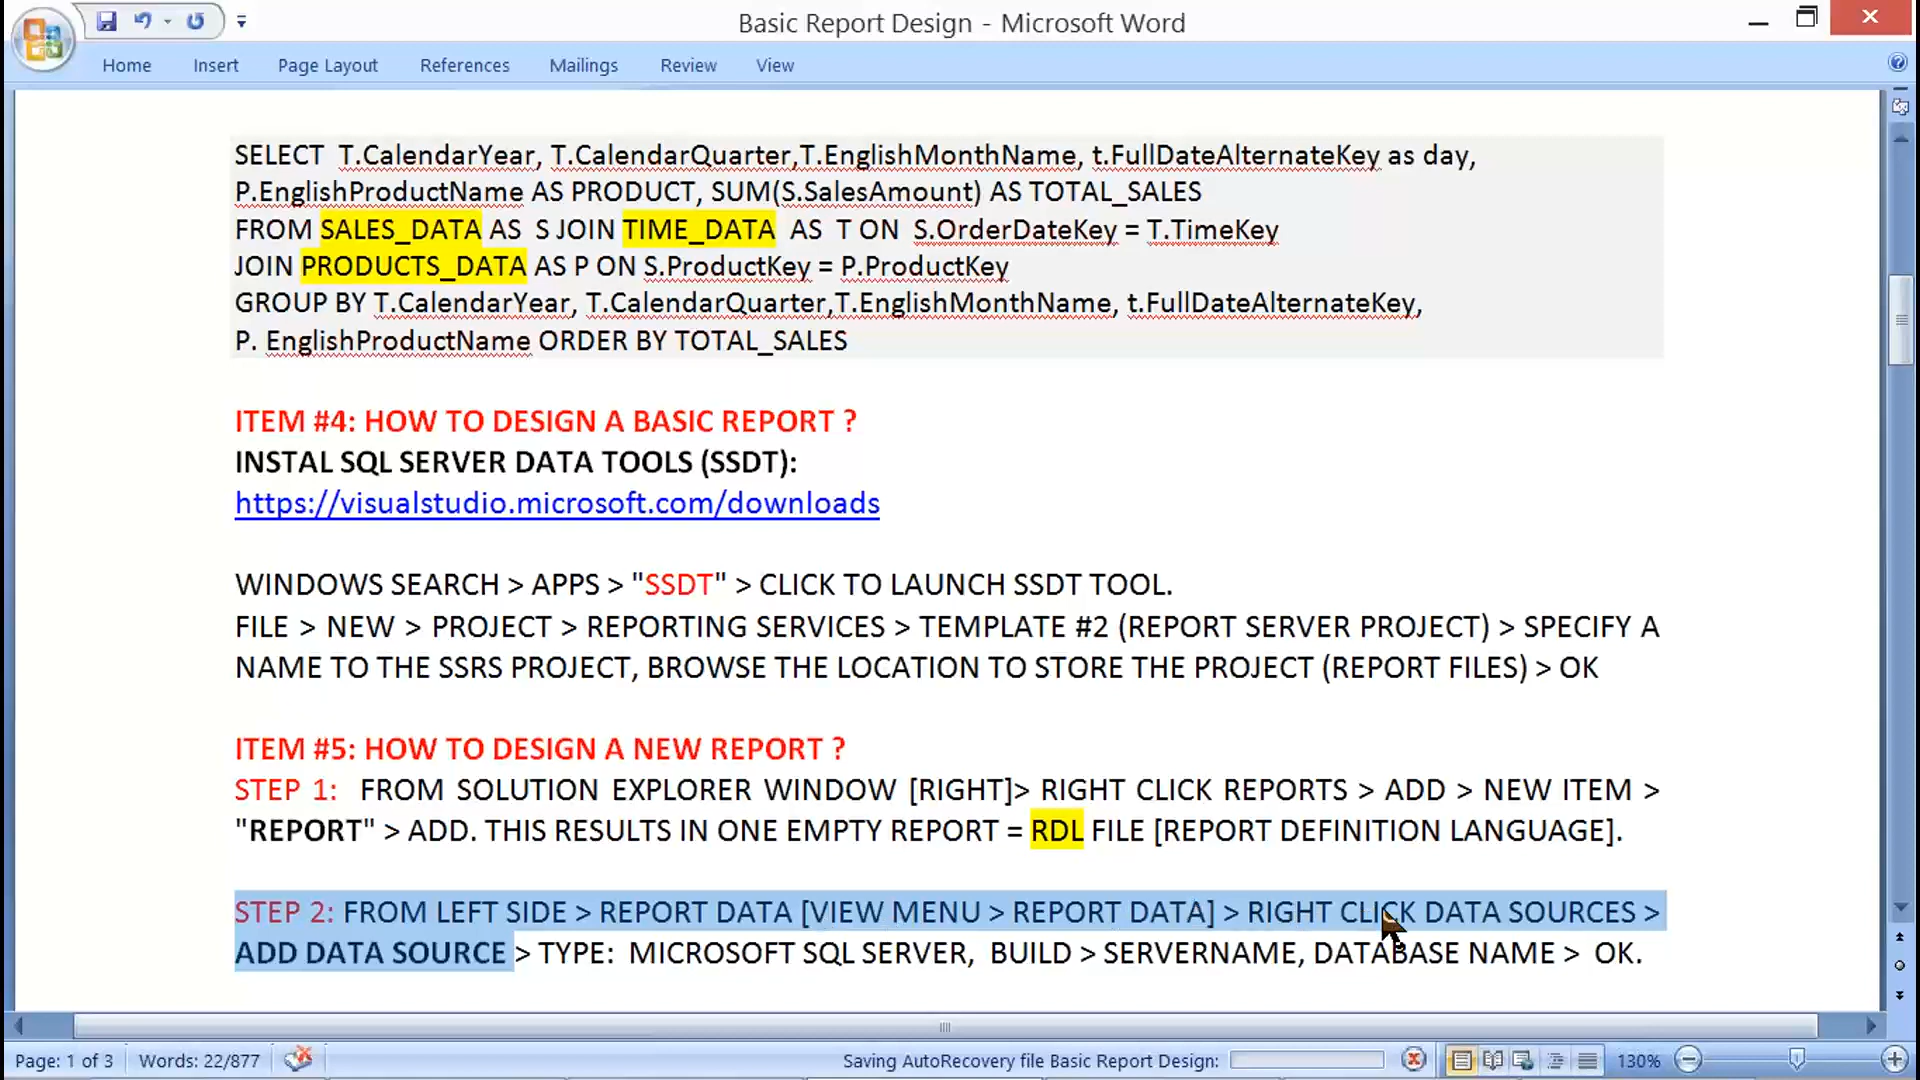 Basic Report Design - Microsoft Word
Home Insert Page Layout References Mailings Review View
SELECT T.CalendarYear, T.CalendarQuarter,T.EnglishMonthName, t.FullDateAlternateKey as day,
P.EnglishProductName AS PRODUCT, SUM(S.SalesAmount) AS TOTAL_SALES
FROM SALES_DATA AS S JOIN TIME_DATA AS T ON S.OrderDateKey = T.TimeKey
JOIN PRODUCTS_DATA AS P ON S.ProductKey = P.ProductKey
GROUP BY T.CalendarYear, T.CalendarQuarter,T.EnglishMonthName, t.FullDateAlternateKey,
P. EnglishProductName ORDER BY TOTAL_SALES
ITEM #4: HOW TO DESIGN A BASIC REPORT ?
INSTAL SQL SERVER DATA TOOLS (SSDT):
https://visualstudio.microsoft.com/downloads
WINDOWS SEARCH > APPS > "SSDT" > CLICK TO LAUNCH SSDT TOOL.
FILE > NEW > PROJECT > REPORTING SERVICES > TEMPLATE #2 (REPORT SERVER PROJECT) > SPECIFY A
NAME TO THE SSRS PROJECT, BROWSE THE LOCATION TO STORE THE PROJECT (REPORT FILES) > OK
ITEM #5: HOW TO DESIGN A NEW REPORT ?
STEP 1: FROM SOLUTION EXPLORER WINDOW [RIGHT]> RIGHT CLICK REPORTS > ADD > NEW ITEM >
"REPORT" > ADD. THIS RESULTS IN ONE EMPTY REPORT = RDL FILE [REPORT DEFINITION LANGUAGE].
STEP 2: FROM LEFT SIDE > REPORT DATA [VIEW MENU > REPORT DATA] > RIGHT CLICK DATA SOURCES >
ADD DATA SOURCE > TYPE: MICROSOFT SQL SERVER, BUILD > SERVERNAME, DATABASE NAME > OK.
Page: 1 of 3 Words: 22/877 Saving AutoRecovery file Basic Report Design: 130%